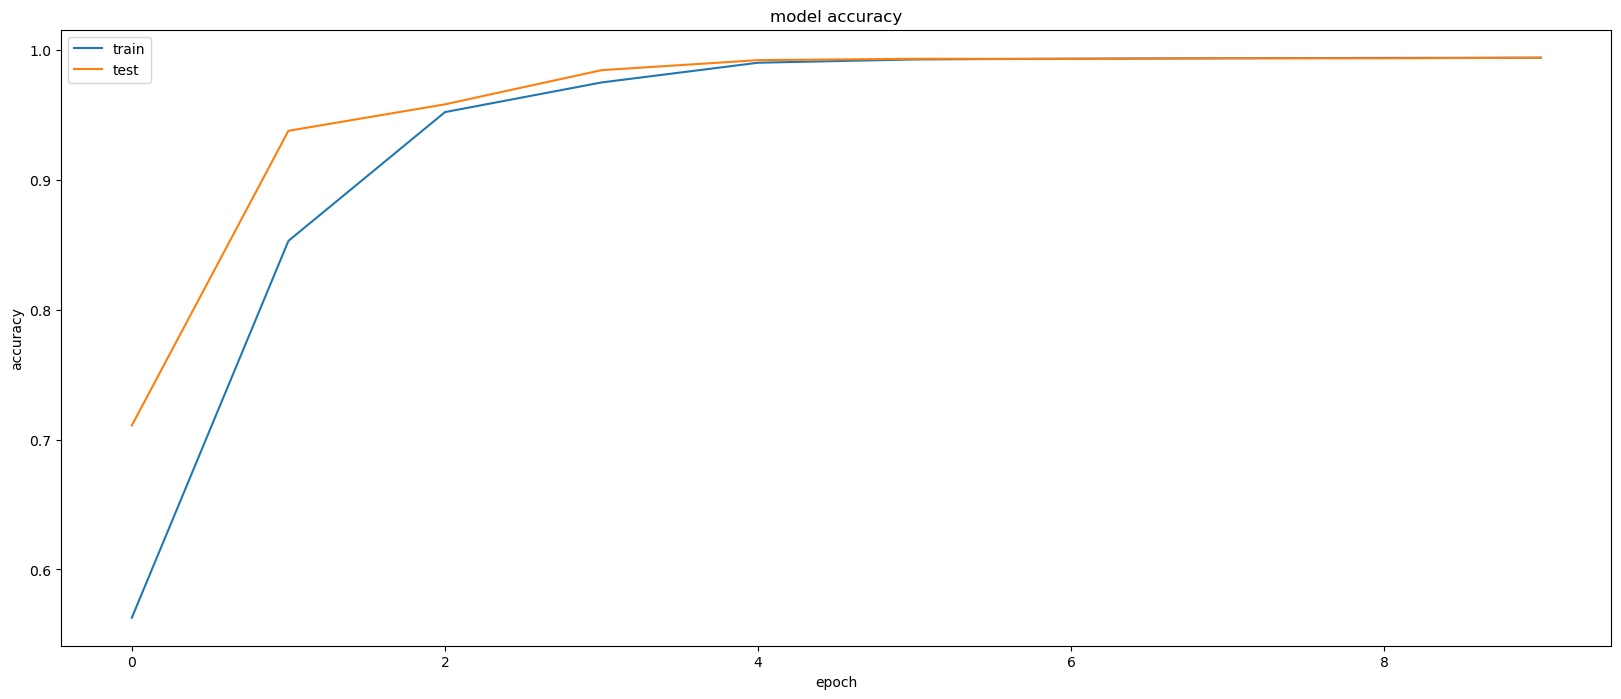 model accuracy
train
test
1.0
0.9
0.8
0.7
0.6
accuracy
0 2 4 6 8
epoch